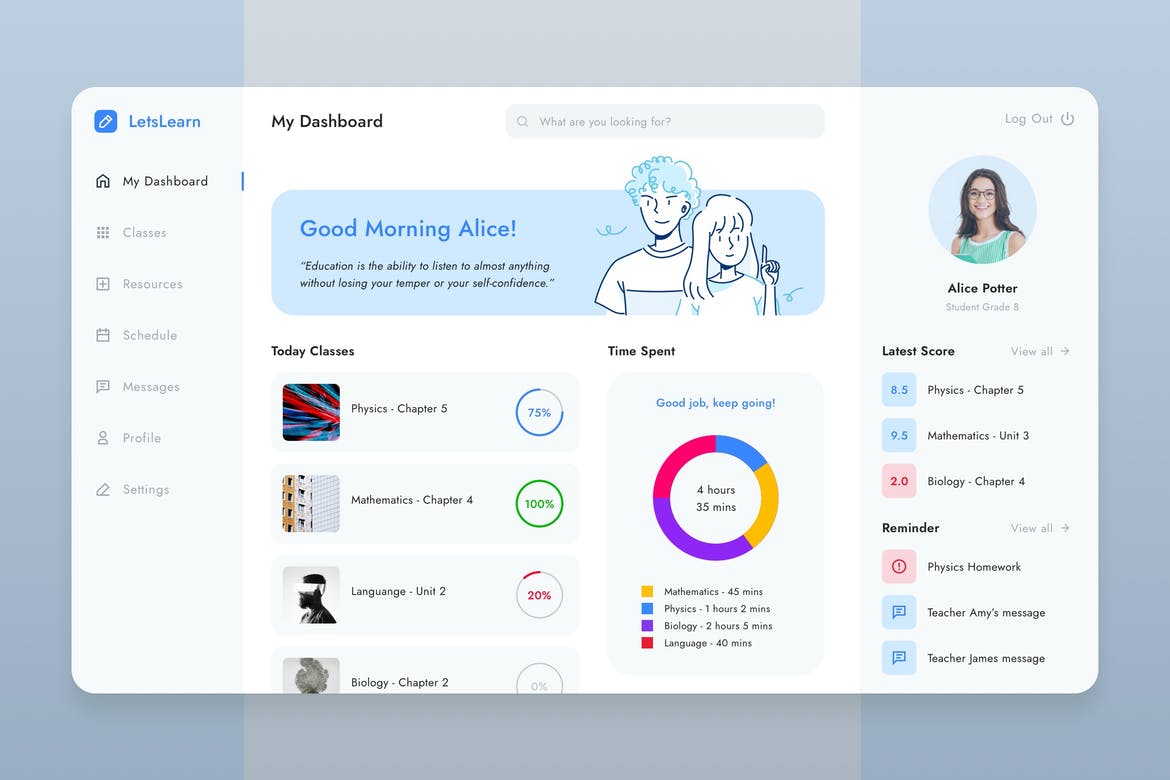 LetsLearn
My Dashboard
Classes
Resources
Schedule
Messages
Profile
Settings
My Dashboard
What are you looking for?
Good Morning Alice!
“Education is the ability to listen to almost anything
without losing your temper or your self-confidence.”
Today Classes
Physics - Chapter 5
75%
Mathematics - Chapter 4
100%
Languange - Unit 2
20%
Biology - Chapter 2
0%
Time Spent
Good job, keep going!
4 hours
35 mins
Mathematics - 45 mins
Physics - 1 hours 2 mins
Biology - 2 hours 5 mins
Language - 40 mins
Log Out
Alice Potter
Student Grade 8
Latest Score
View all
8.5
Physics - Chapter 5
9.5
Mathematics - Unit 3
2.0
Biology - Chapter 4
Reminder
View all
Physics Homework
Teacher Amy’s message
Teacher James message